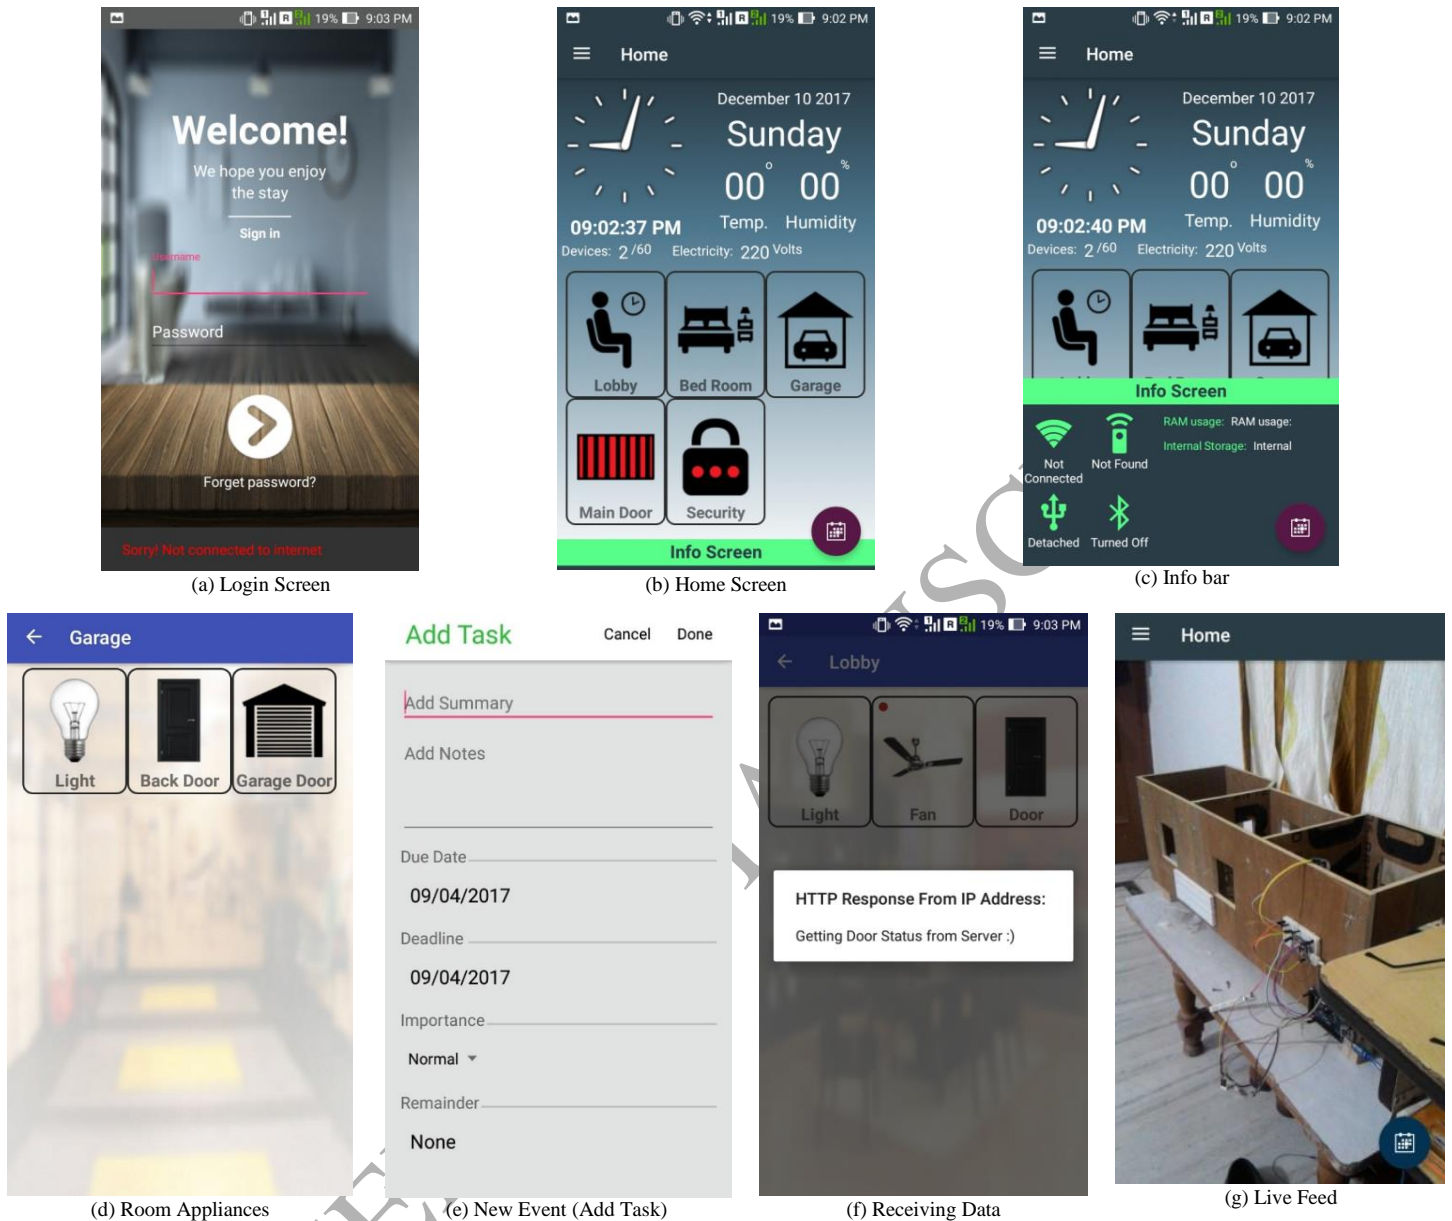 19% 9:03 PM
Welcome!
We hope you enjoy
the stay
Sign in
Username
Password
Forget password?
Sorry! Not connected to internet
(a) Login Screen
R 19% 9:02 PM
Home
December 10 2017
Sunday
00° 00%
Temp. Humidity
09:02:37 PM
Devices: 2 /60 Electricity: 220 Volts
Lobby Bed Room Garage
Main Door Security
Info Screen
(b) Home Screen
R 19% 9:02 PM
Home
December 10 2017
Sunday
00° 00%
Temp. Humidity
09:02:40 PM
Devices: 2 /60 Electricity: 220 Volts
Info Screen
RAM usage: RAM usage:
Internal Storage: Internal
Not Connected
Not Found
Detached Turned Off
(c) Info bar
Garage
Light Back Door Garage Door
(d) Room Appliances
Add Task Cancel Done
Add Summary
Add Notes
Due Date
09/04/2017
Deadline
09/04/2017
Importance
Normal
Remainder
None
(e) New Event (Add Task)
R 19% 9:03 PM
Lobby
Light Fan Door
HTTP Response From IP Address:
Getting Door Status from Server :)
(f) Receiving Data
Home
(g) Live Feed